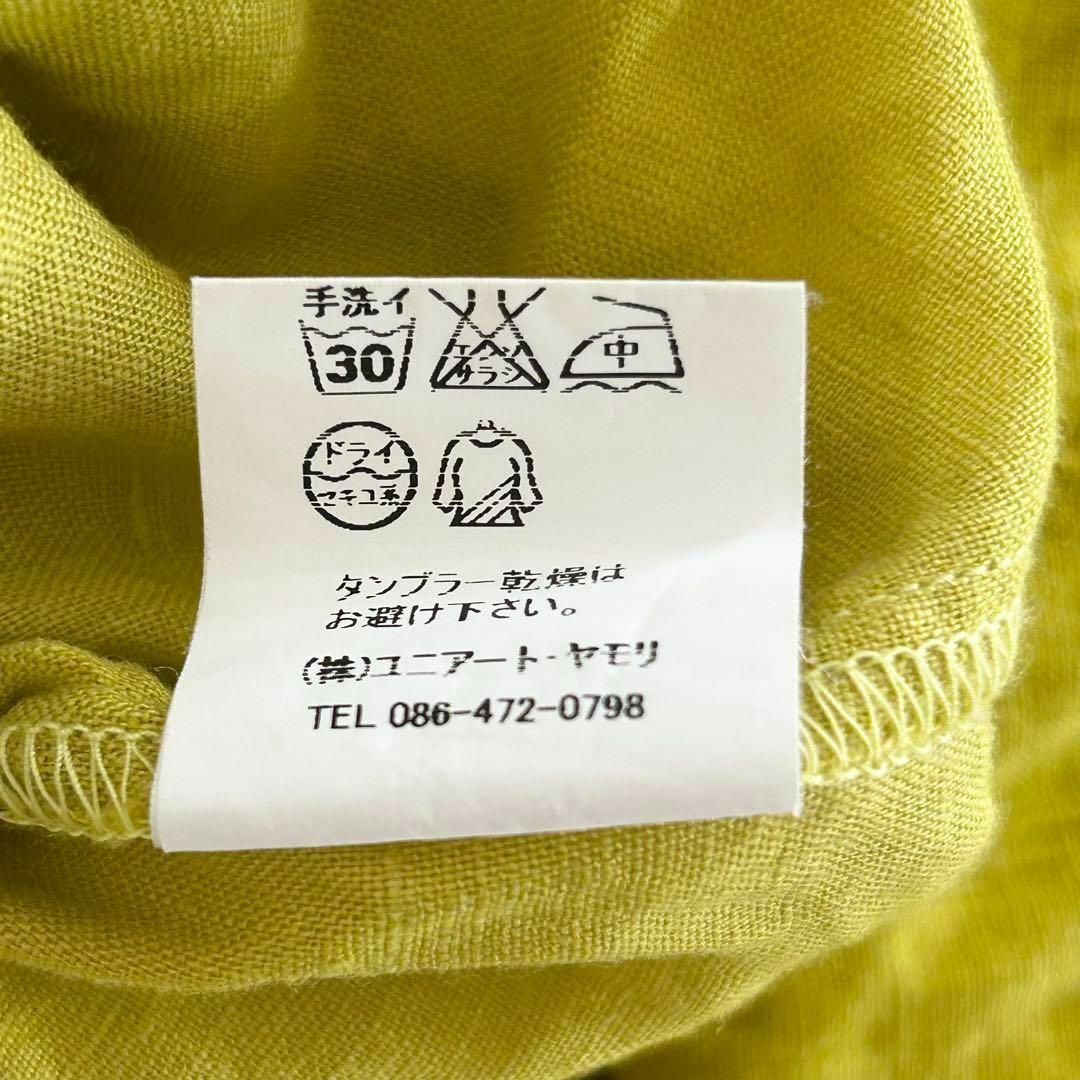 手洗イ
30
エンソ
サラシ
中
ドライ
セキユ系
タンブラー乾燥は
お避け下さい。
(株)ユニアート・ヤモリ
TEL 086-472-0798